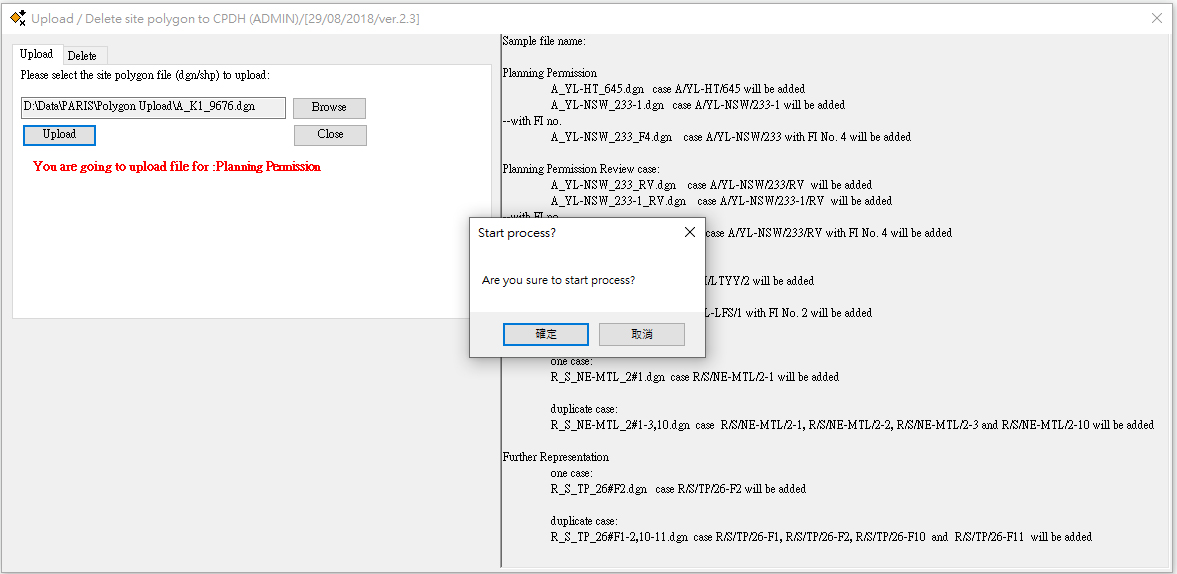 Upload / Delete site polygon to CPDH (ADMIN)/[29/08/2018/ver.2.3]
Upload
Delete
Please select the site polygon file (dgn/shp) to upload:
D:\Data\PARIS\Polygon Upload\A_K1_9676.dgn
Browse
Upload
Close
You are going to upload file for :Planning Permission
Sample file name:
Planning Permission
A_YL-HT_645.dgn case A/YL-HT/645 will be added
A_YL-NSW_233-1.dgn case A/YL-NSW/233-1 will be added
--with FI no.
A_YL-NSW_233_F4.dgn case A/YL-NSW/233 with FI No. 4 will be added
Planning Permission Review case:
A_YL-NSW_233_RV.dgn case A/YL-NSW/233/RV will be added
A_YL-NSW_233-1_RV.dgn case A/YL-NSW/233-1/RV will be added
--with FI no.
case A/YL-NSW/233/RV with FI No. 4 will be added
/LTYY/2 will be added
L-LFS/1 with FI No. 2 will be added
Start process?
Are you sure to start process?
確定
取消
one case:
R_S_NE-MTL_2#1.dgn case R/S/NE-MTL/2-1 will be added
duplicate case:
R_S_NE-MTL_2#1-3,10.dgn case R/S/NE-MTL/2-1, R/S/NE-MTL/2-2, R/S/NE-MTL/2-3 and R/S/NE-MTL/2-10 will be added
Further Representation
one case:
R_S_TP_26#F2.dgn case R/S/TP/26-F2 will be added
duplicate case:
R_S_TP_26#F1-2,10-11.dgn case R/S/TP/26-F1, R/S/TP/26-F2, R/S/TP/26-F10 and R/S/TP/26-F11 will be added